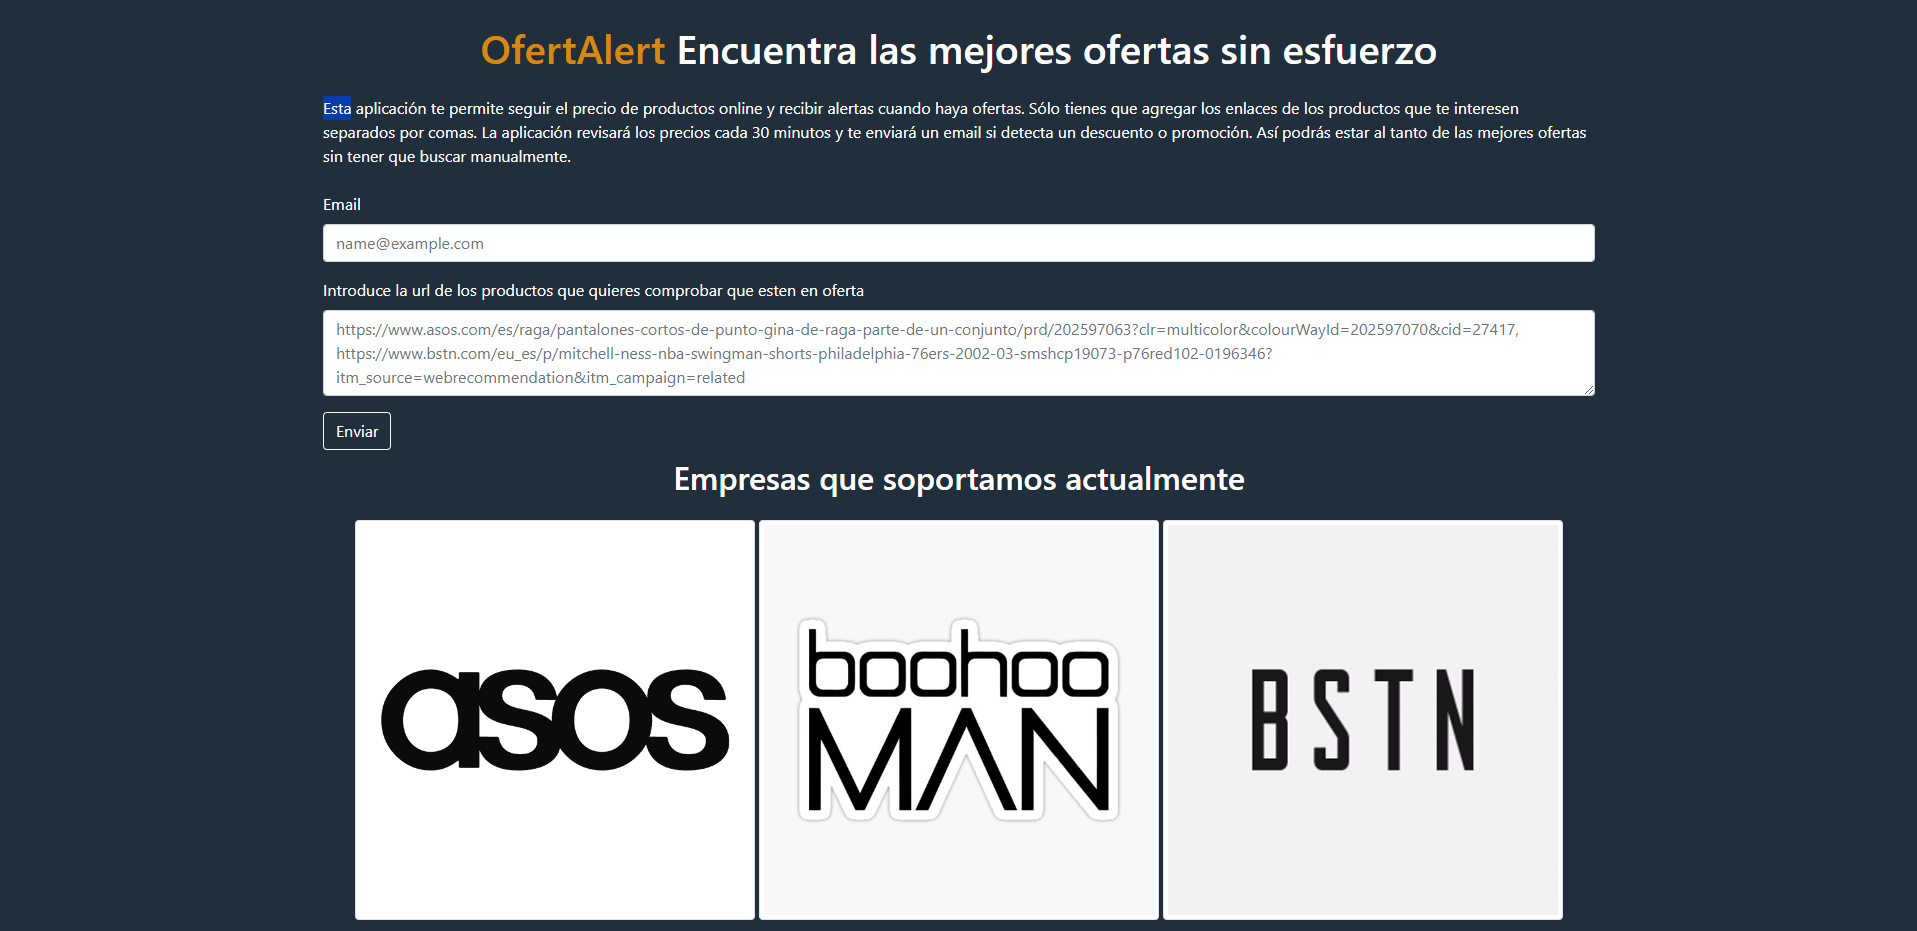 OfertAlert Encuentra las mejores ofertas sin esfuerzo
Esta aplicación te permite seguir el precio de productos online y recibir alertas cuando haya ofertas. Sólo tienes que agregar los enlaces de los productos que te interesen
separados por comas. La aplicación revisará los precios cada 30 minutos y te enviará un email si detecta un descuento o promoción. Así podrás estar al tanto de las mejores ofertas
sin tener que buscar manualmente.
Email
name@example.com
Introduce la url de los productos que quieres comprobar que esten en oferta
https://www.asos.com/es/raga/pantalones-cortos-de-punto-gina-de-raga-parte-de-un-conjunto/prd/202597063?clr=multicolor&colourWayId=202597070&cid=27417,
https://www.bstn.com/eu_es/p/mitchell-ness-nba-swingman-shorts-philadelphia-76ers-2002-03-smshcp19073-p76red102-0196346?
itm_source=webrecommendation&itm_campaign=related
Enviar
Empresas que soportamos actualmente
asos
boohoo
MAN
BSTN